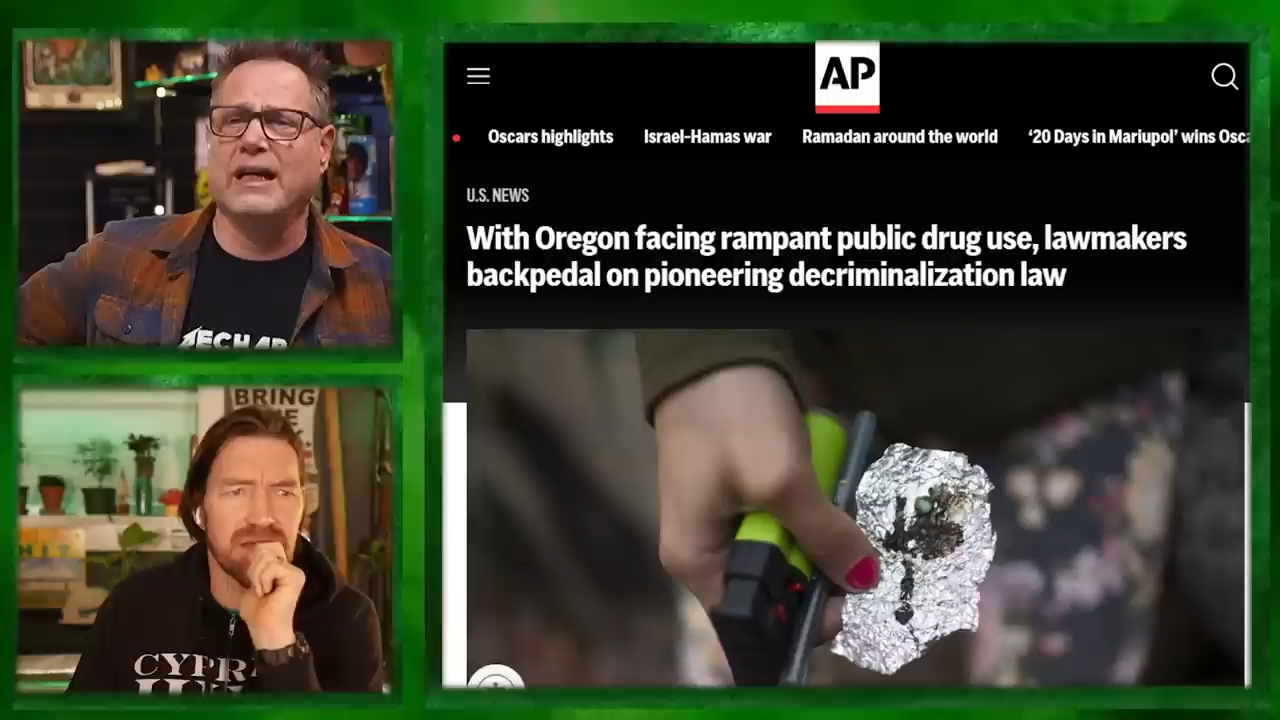 AP
Oscars highlights Israel-Hamas war Ramadan around the world ‘20 Days in Mariupol’ wins Osca
U.S. NEWS
With Oregon facing rampant public drug use, lawmakers
backpedal on pioneering decriminalization law
BRING
CYPR